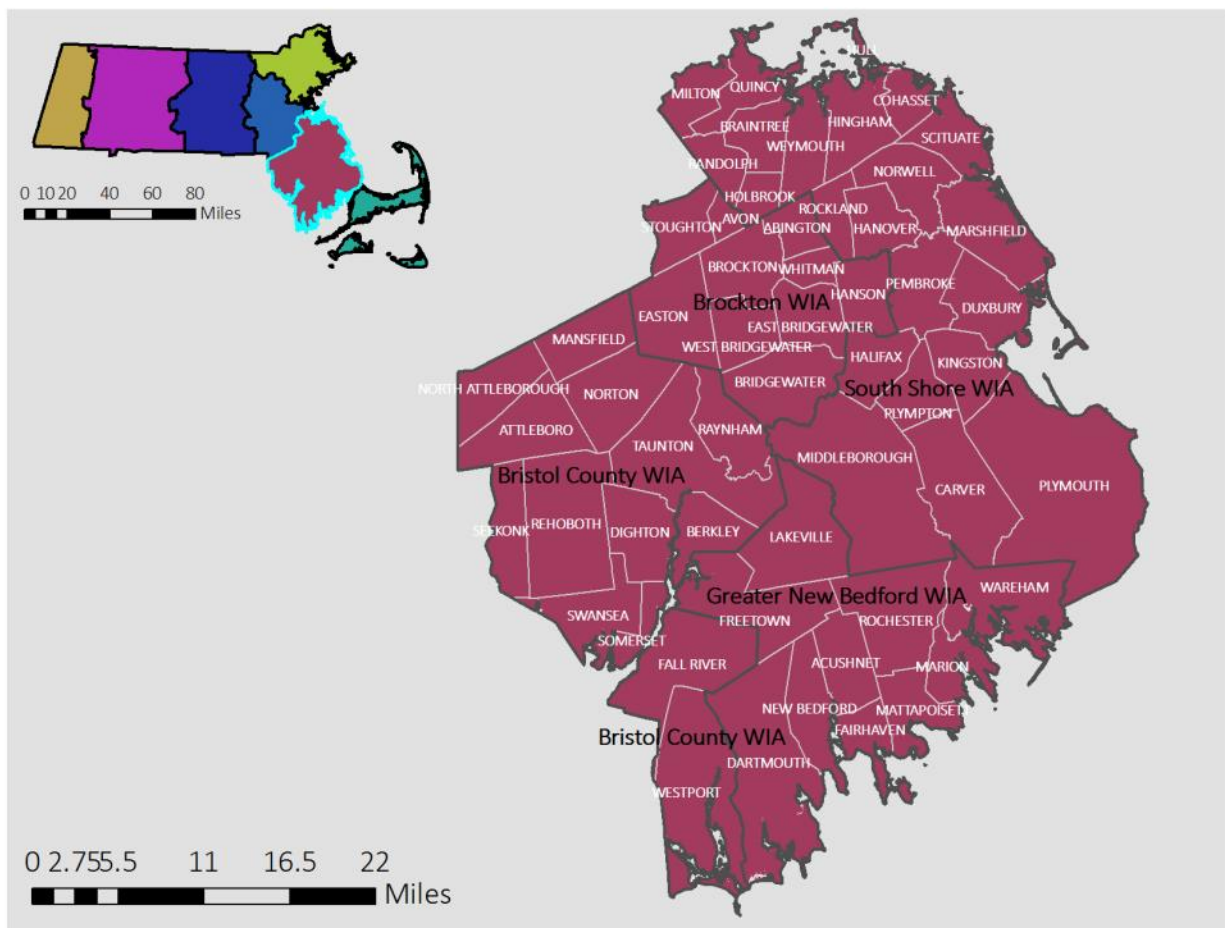 HULL
MILTON
QUINCY
COHASSET
BRAINTREE
HINGHAM
WEYMOUTH
SCITUATE
RANDOLPH
NORWELL
HOLBROOK
ROCKLAND
AVON
STOUGHTON
ABINGTON
HANOVER
MARSHFIELD
0 10 20 40 60 80
Miles
BROCKTON
WHITMAN
PEMBROKE
HANSON
Brockton WIA
DUXBURY
EASTON
EAST BRIDGEWATER
MANSFIELD
WEST BRIDGEWATER
HALIFAX
KINGSTON
BRIDGEWATER
NORTH ATTLEBOROUGH
NORTON
South Shore WIA
PLYMPTON
ATTLEBORO
RAYNHAM
TAUNTON
MIDDLEBOROUGH
Bristol County WIA
CARVER
PLYMOUTH
SEEKONK
REHOBOTH
DIGHTON
BERKLEY
LAKEVILLE
WAREHAM
Greater New Bedford WIA
SWANSEA
FREETOWN
ROCHESTER
SOMERSET
FALL RIVER
ACUSHNET
MARION
NEW BEDFORD
MATTAPOISETT
FAIRHAVEN
Bristol County WIA
DARTMOUTH
WESTPORT
0 2.75 5.5 11 16.5 22
Miles